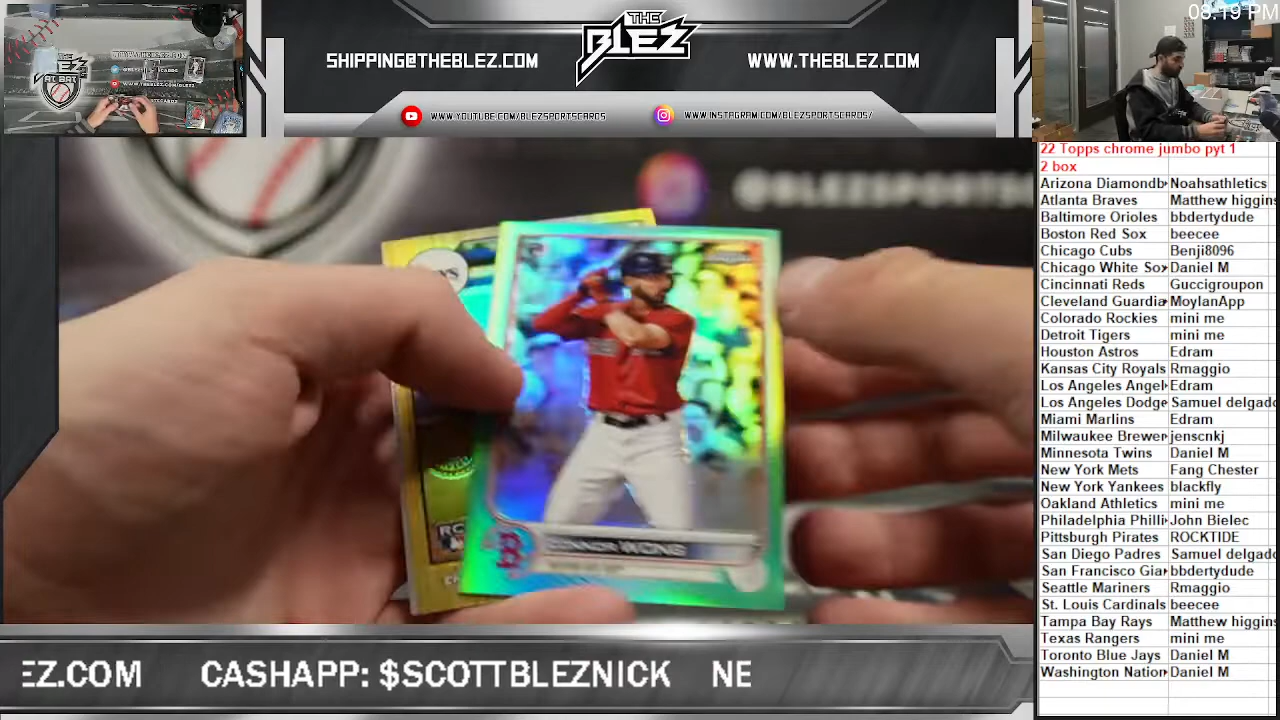 08:19 PM
THE
BLEZ
SHIPPING@THEBLEZ.COM
WWW.THEBLEZ.COM
WWW.YOUTUBE.COM/BLEZSPORTSCARDS
WWW.INSTAGRAM.COM/BLEZSPORTSCARDS/
@BLEZSPORTSC
WONG
RC
22 Topps chrome jumbo pyt 1
2 box
Arizona Diamondb Noahsathletics
Atlanta Braves Matthew higgins
Baltimore Orioles bbdertydude
Boston Red Sox beecee
Chicago Cubs Benji8096
Chicago White Sox Daniel M
Cincinnati Reds Guccigroupon
Cleveland Guardia MoylanApp
Colorado Rockies mini me
Detroit Tigers mini me
Houston Astros Edram
Kansas City Royals Rmaggio
Los Angeles Angel Edram
Los Angeles Dodge Samuel delgado
Miami Marlins Edram
Milwaukee Brewer jenscnkj
Minnesota Twins Daniel M
New York Mets Fang Chester
New York Yankees blackfly
Oakland Athletics mini me
Philadelphia Philli John Bielec
Pittsburgh Pirates ROCKTIDE
San Diego Padres Samuel delgado
San Francisco Gia bbdertydude
Seattle Mariners Rmaggio
St. Louis Cardinals beecee
Tampa Bay Rays Matthew higgins
Texas Rangers mini me
Toronto Blue Jays Daniel M
Washington Nation Daniel M
EZ.COM CASHAPP: $SCOTTBLEZNICK NE